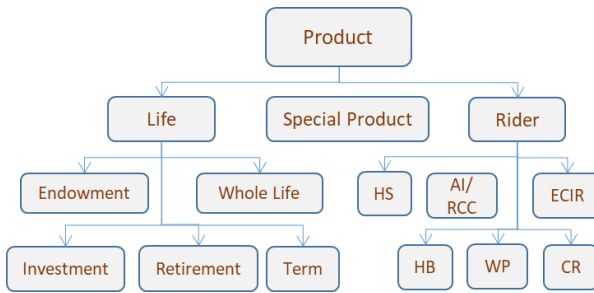 Product
Life
Special Product
Rider
Endowment
Whole Life
HS
AI/
RCC
ECIR
Investment
Retirement
Term
HB
WP
CR